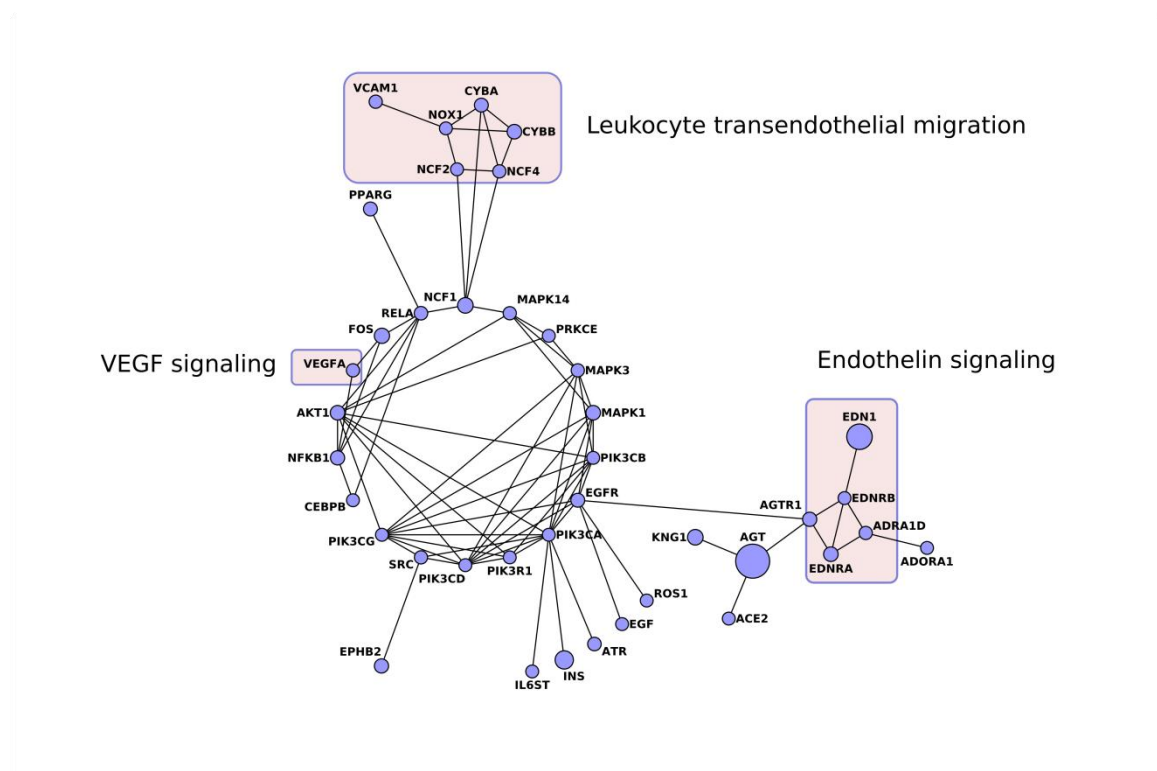 VCAM1
CYBA
NOX1
CYBB
Leukocyte transendothelial migration
NCF2
NCF4
PPARG
NCF1
MAPK14
RELA
FOS
PRKCE
VEGF signaling
VEGFA
MAPK3
Endothelin signaling
AKT1
MAPK1
EDN1
NFKB1
PIK3CB
EGFR
CEBPB
AGTR1
EDNRB
ADRA1D
PIK3CG
PIK3CA
KNG1
AGT
SRC
PIK3CD
PIK3R1
EDNRA
ADORA1
ROS1
EGF
ACE2
EPHB2
ATR
INS
IL6ST